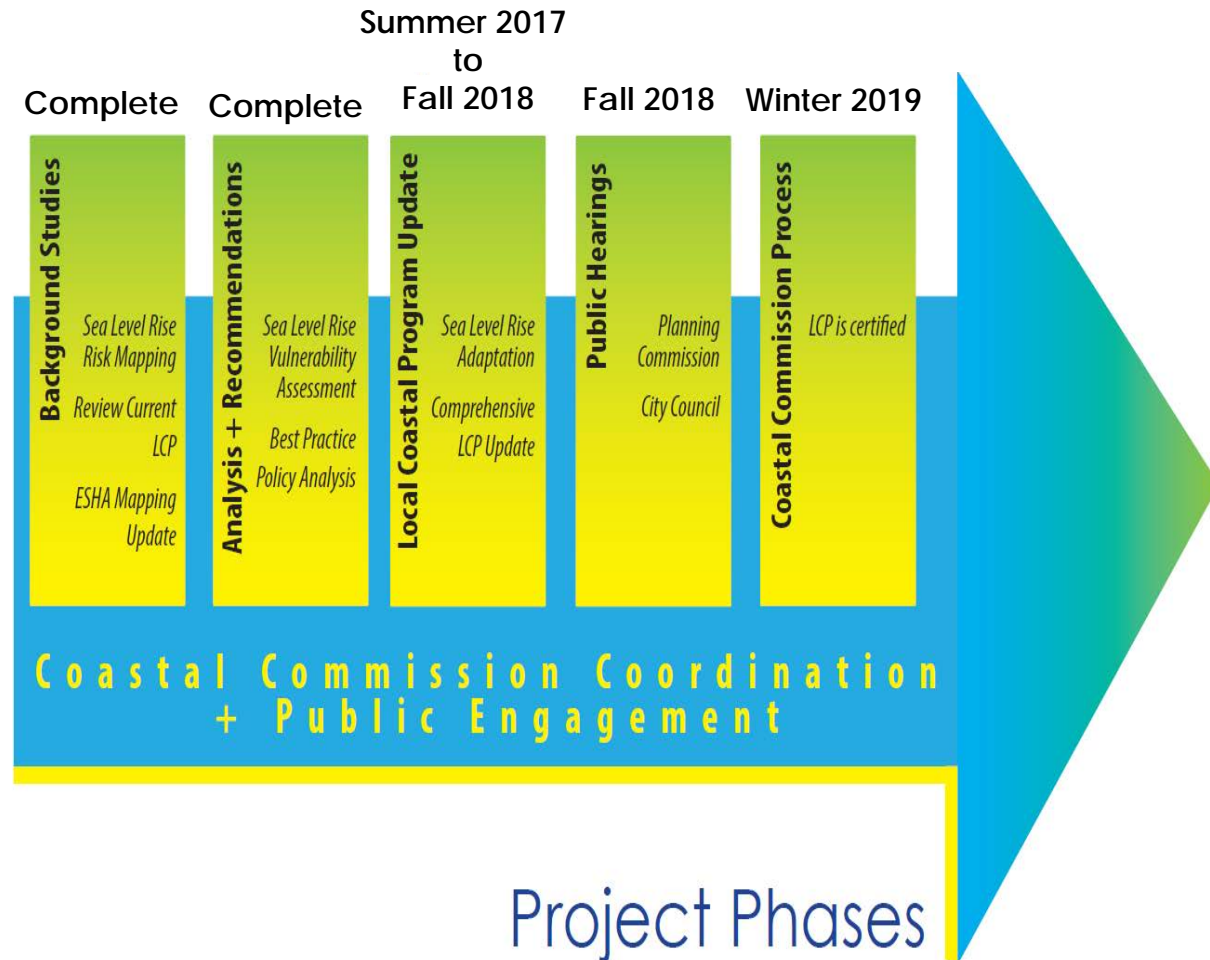 Summer 2017
to
Fall 2018
Complete
Complete
Fall 2018
Winter 2019
Background Studies
Sea Level Rise
Risk Mapping
Review Current
LCP
ESHA Mapping
Update
Analysis + Recommendations
Sea Level Rise
Vulnerability
Assessment
Best Practice
Policy Analysis
Local Coastal Program Update
Sea Level Rise
Adaptation
Comprehensive
LCP Update
Public Hearings
Planning
Commission
City Council
Coastal Commission Process
LCP is certified
Coastal Commission Coordination
+ Public Engagement
Project Phases